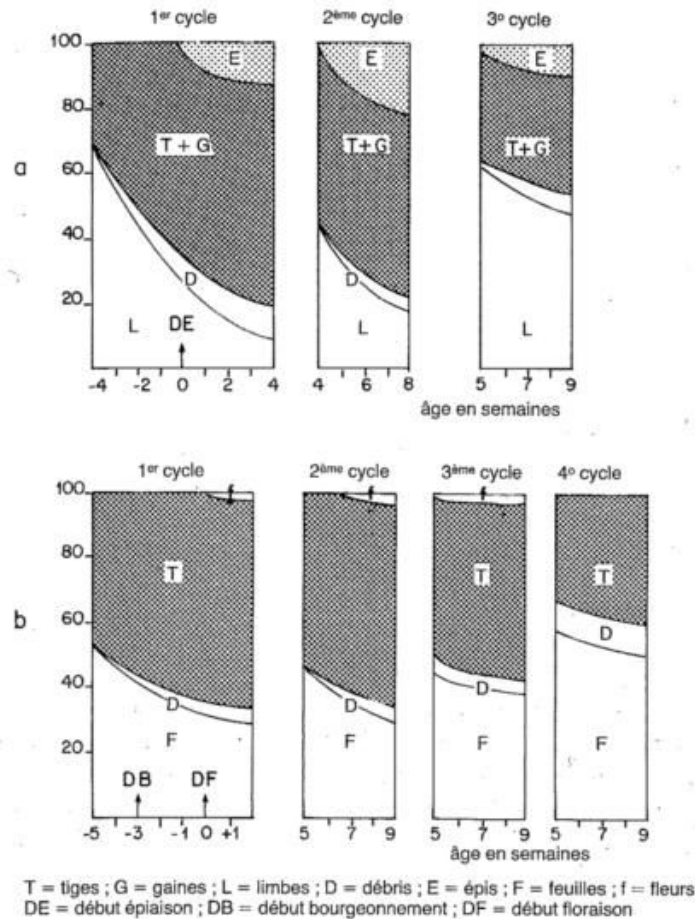 1er cycle 2ème cycle 3º cycle
100
E E E
80
T + G T+G T+G
60
a
40
D D
20
L DE L L
-4 -2 0 2 4 4 6 8 5 7 9
âge en semaines
1er cycle 2ème cycle 3ème cycle 4º cycle
100
f f f
80
T T T
60
b
D
40
D D D
F F F F
20
DB DF
-5 -3 -1 0 +1 5 7 9 5 7 9 5 7 9
âge en semaines
T = tiges ; G = gaines ; L = limbes ; D = débris ; E = épis ; F = feuilles ; f = fleurs
DE = début épiaison ; DB = début bourgeonnement ; DF = début floraison